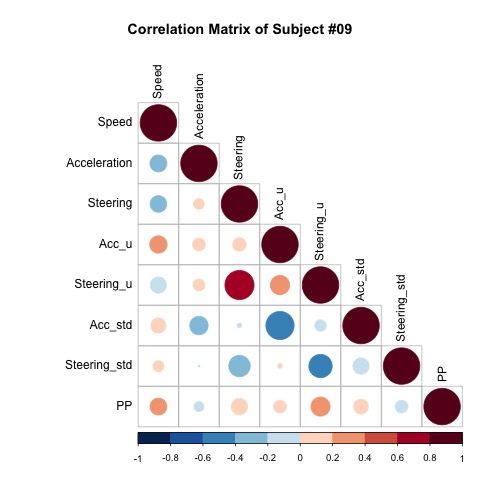 Correlation Matrix of Subject #09
Speed
Acceleration
Steering
Acc_u
Steering_u
Acc_std
Steering_std
PP
Speed
Acceleration
Steering
Acc_u
Steering_u
Acc_std
Steering_std
PP
-1 -0.8 -0.6 -0.4 -0.2 0 0.2 0.4 0.6 0.8 1